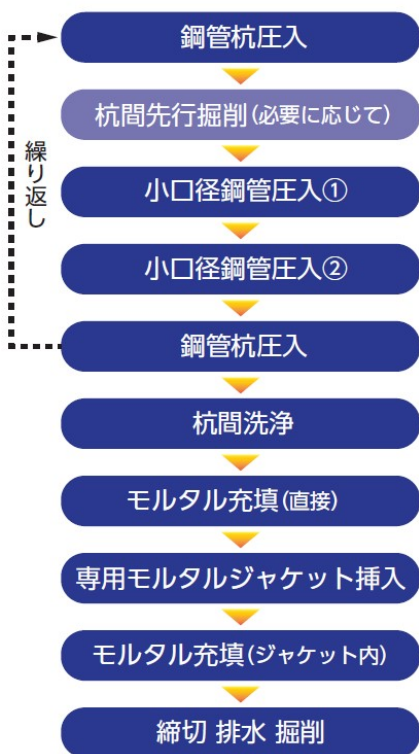 鋼管杭圧入
杭間先行掘削(必要に応じて)
繰り返し
小口径鋼管圧入①
小口径鋼管圧入②
鋼管杭圧入
杭間洗浄
モルタル充填(直接)
専用モルタルジャケット挿入
モルタル充填(ジャケット内)
締切 排水 掘削